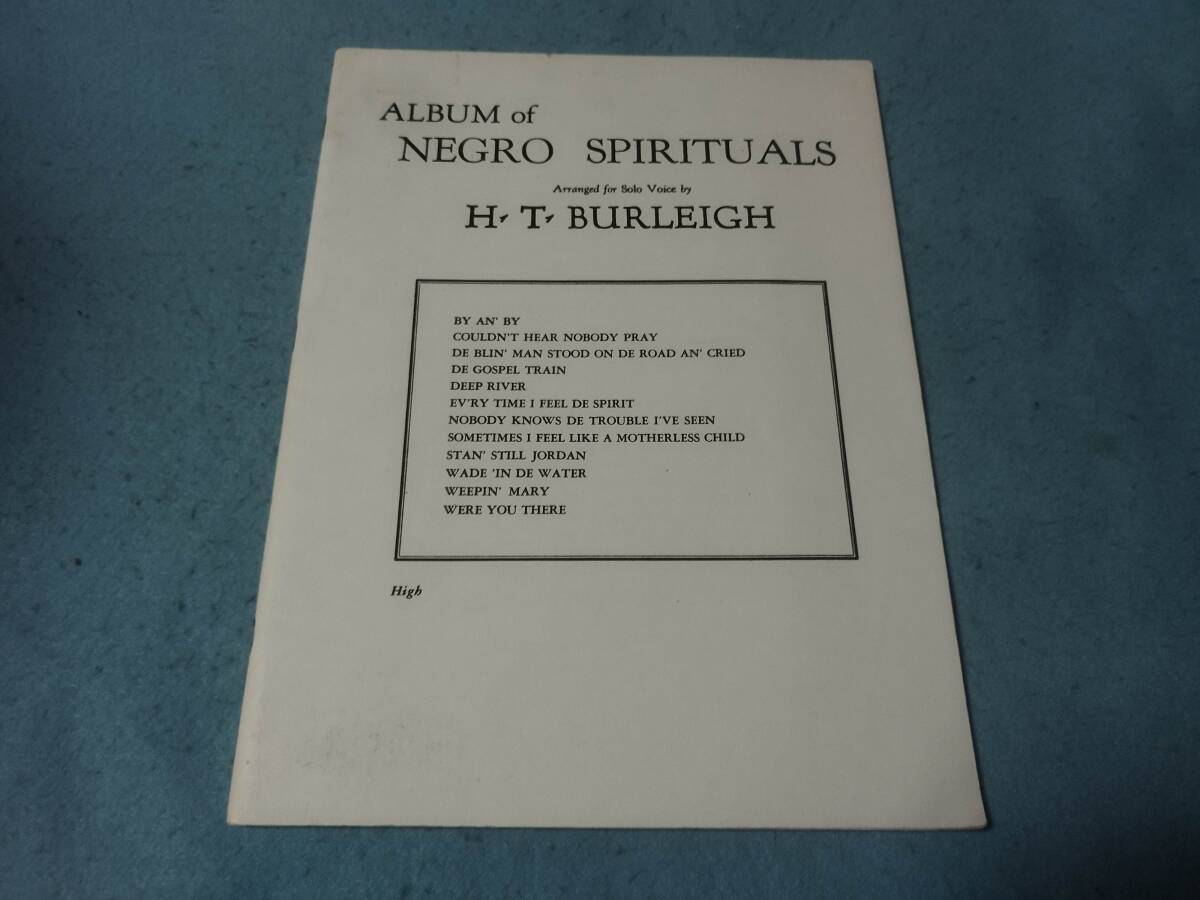 ALBUM of
NEGRO SPIRITUALS
Arranged for Solo Voice by
H. T. BURLEIGH
BY AN' BY
COULDN'T HEAR NOBODY PRAY
DE BLIN' MAN STOOD ON DE ROAD AN' CRIED
DE GOSPEL TRAIN
DEEP RIVER
EV'RY TIME I FEEL DE SPIRIT
NOBODY KNOWS DE TROUBLE I'VE SEEN
SOMETIMES I FEEL LIKE A MOTHERLESS CHILD
STAN' STILL JORDAN
WADE 'IN DE WATER
WEEPIN' MARY
WERE YOU THERE
High